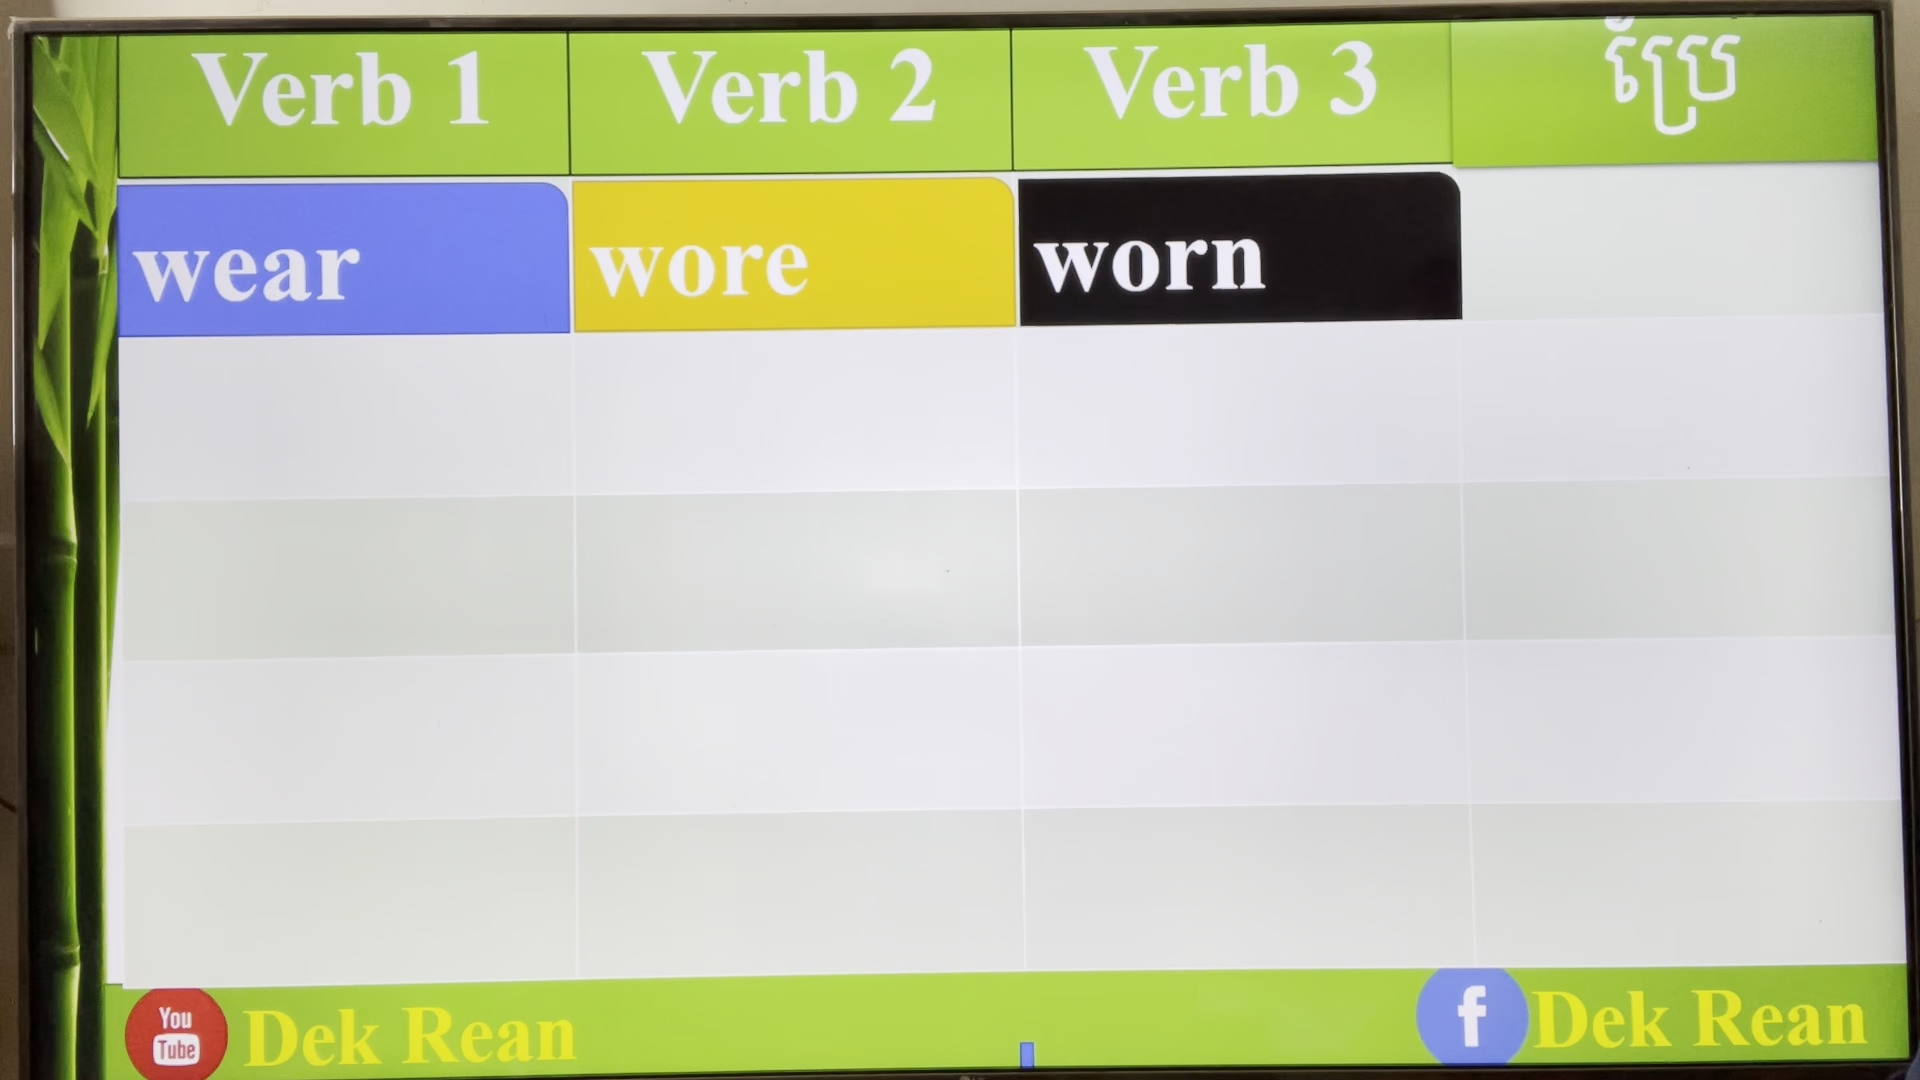 Verb 1 Verb 2 Verb 3 ប្រែ
wear wore worn
You Tube Dek Rean f Dek Rean